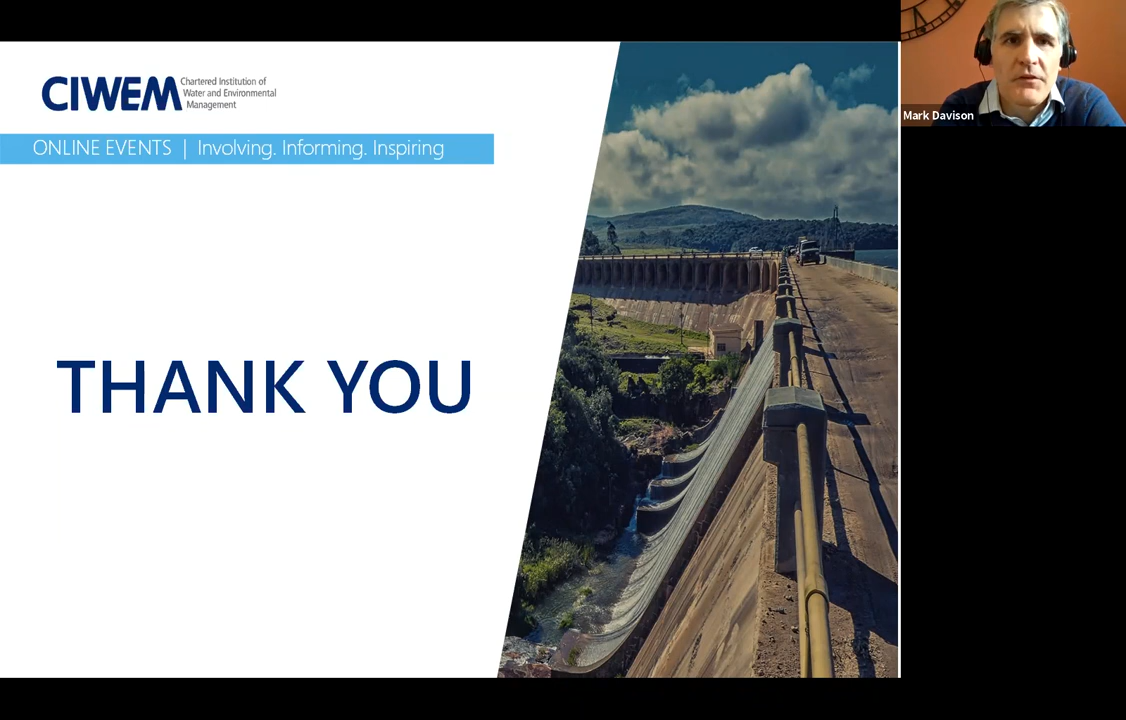 CIWEM
Chartered Institution of
Water and Environmental
Management
ONLINE EVENTS | Involving. Informing. Inspiring
THANK YOU
Mark Davison